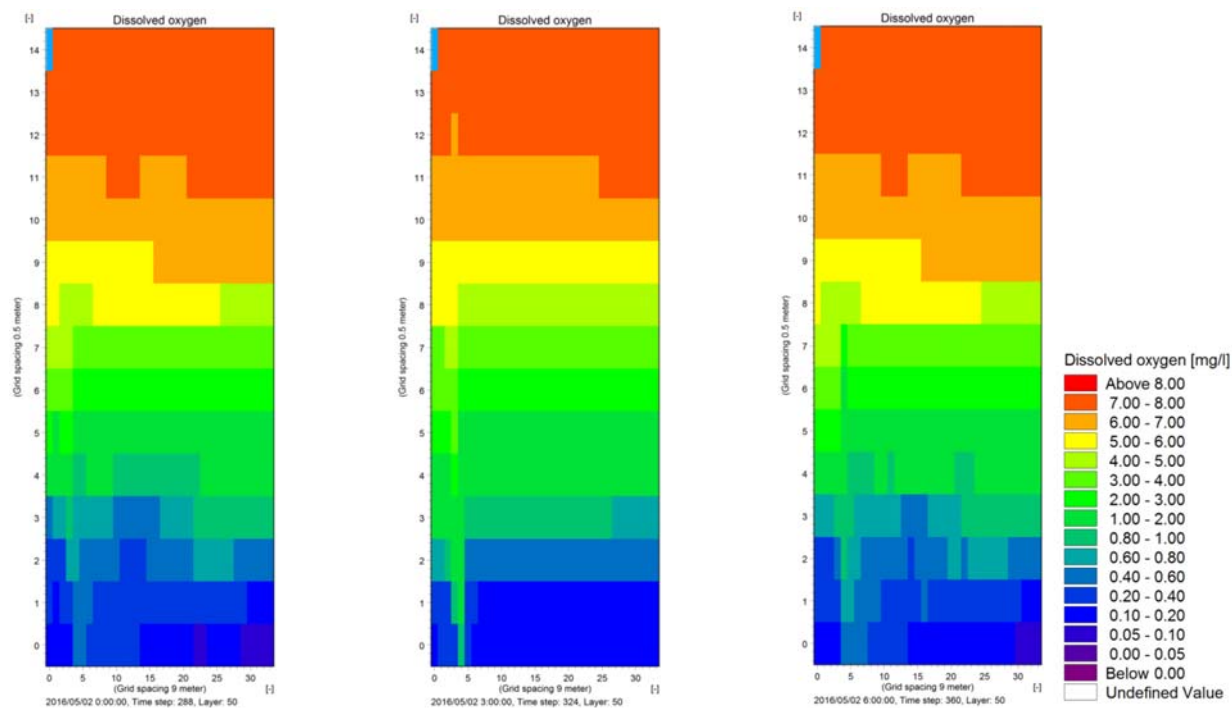 [-]
Dissolved oxygen
14
13
12
11
10
9
8
7
6
5
4
3
2
1
0
(Grid spacing 0.5 meter)
0 5 10 15 20 25 30
(Grid spacing 9 meter) [-]
2016/05/02 0:00:00, Time step: 288, Layer: 50
[-]
Dissolved oxygen
14
13
12
11
10
9
8
7
6
5
4
3
2
1
0
(Grid spacing 0.5 meter)
0 5 10 15 20 25 30
(Grid spacing 9 meter) [-]
2016/05/02 3:00:00, Time step: 324, Layer: 50
[-]
Dissolved oxygen
14
13
12
11
10
9
8
7
6
5
4
3
2
1
0
(Grid spacing 0.5 meter)
0 5 10 15 20 25 30
(Grid spacing 9 meter) [-]
2016/05/02 6:00:00, Time step: 360, Layer: 50
Dissolved oxygen [mg/l]
Above 8.00
7.00 - 8.00
6.00 - 7.00
5.00 - 6.00
4.00 - 5.00
3.00 - 4.00
2.00 - 3.00
1.00 - 2.00
0.80 - 1.00
0.60 - 0.80
0.40 - 0.60
0.20 - 0.40
0.10 - 0.20
0.05 - 0.10
0.00 - 0.05
Below 0.00
Undefined Value